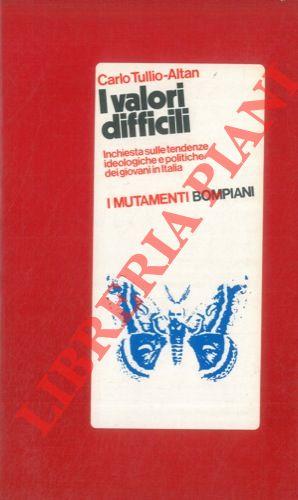 Carlo Tullio-Altan
I valori
difficili
Inchiesta sulle tendenze
ideologiche e politiche
dei giovani in Italia
I MUTAMENTI BOMPIANI
LIBRERIA PIANI